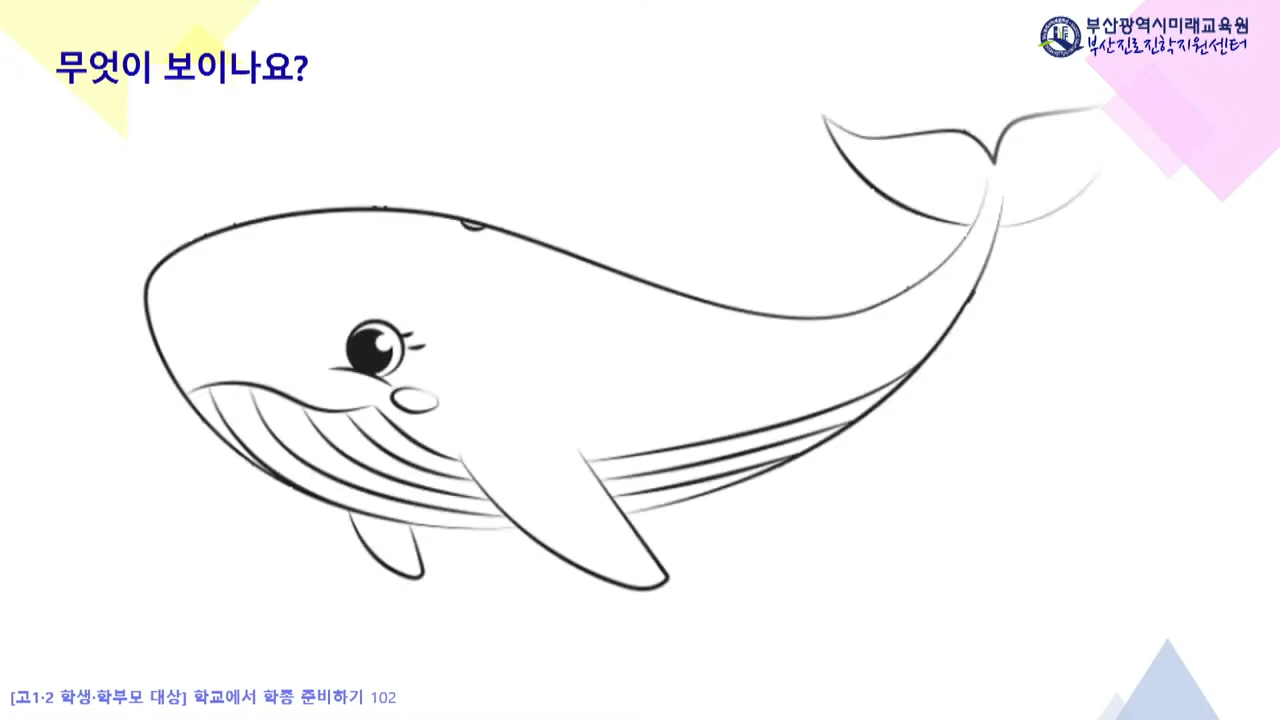 무엇이 보이나요?
부산광역시미래교육원
부산진로진학지원센터
[고1·2 학생·학부모 대상] 학교에서 학종 준비하기 102